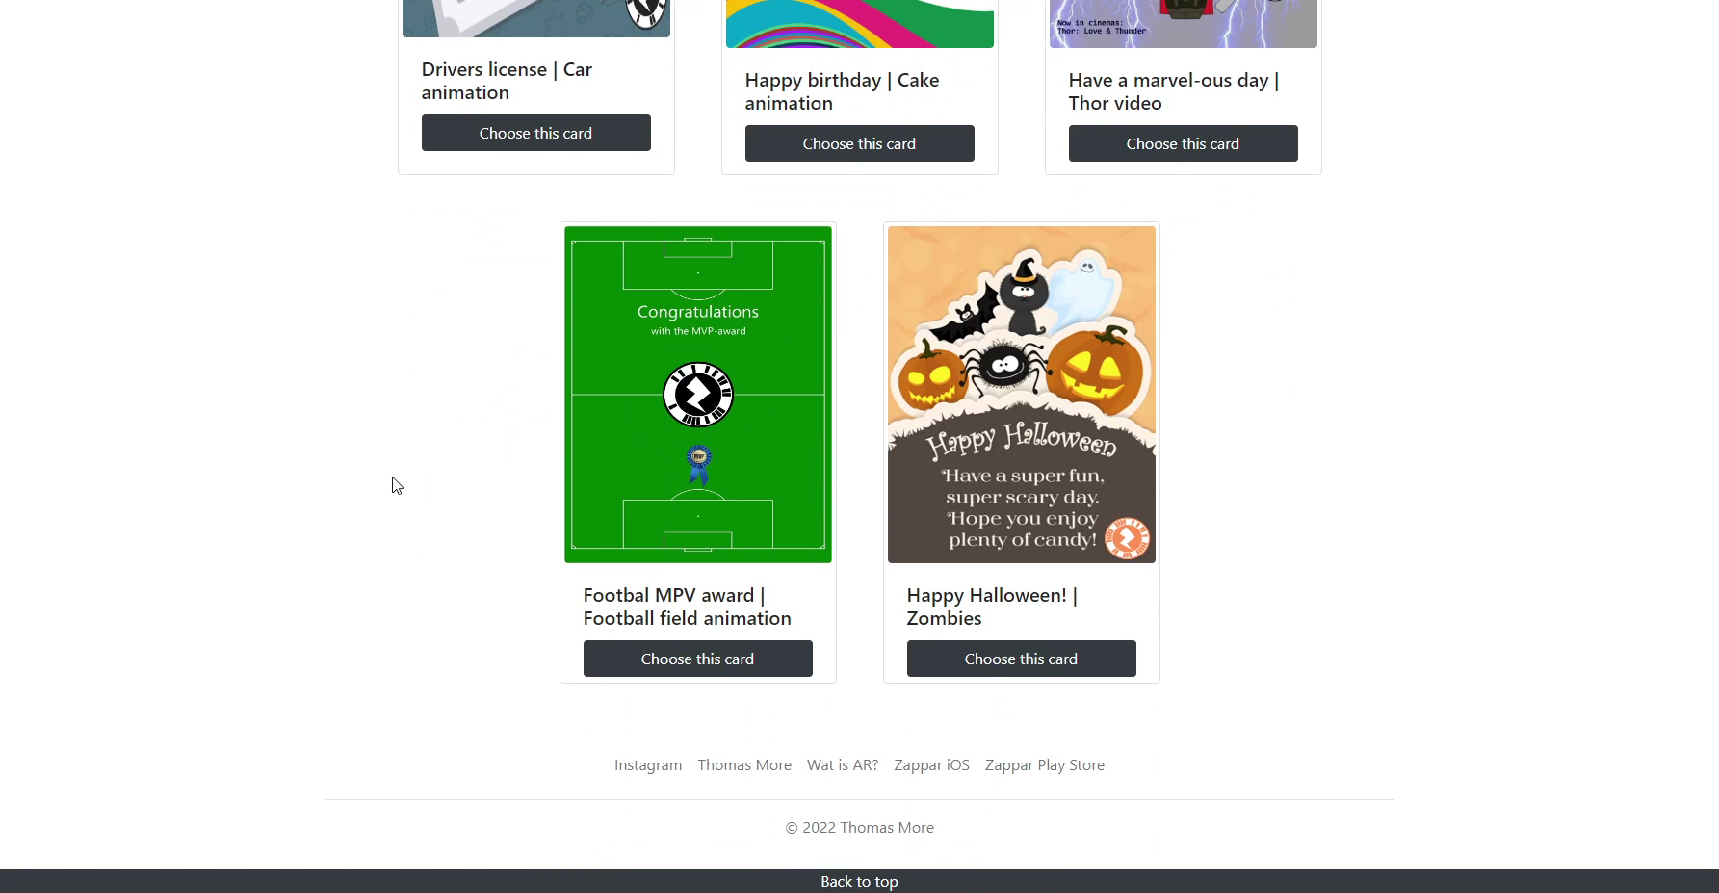 Now in cinemas:
Thor: Love & Thunder
Drivers license | Car
animation
Choose this card
Happy birthday | Cake
animation
Choose this card
Have a marvel-ous day |
Thor video
Choose this card
Congratulations
with the MVP-award
Footbal MPV award |
Football field animation
Choose this card
Happy Halloween
Have a super fun,
super scary day.
Hope you enjoy
plenty of candy!
Happy Halloween! |
Zombies
Choose this card
Instagram Thomas More Wat is AR? Zappar iOS Zappar Play Store
© 2022 Thomas More
Back to top